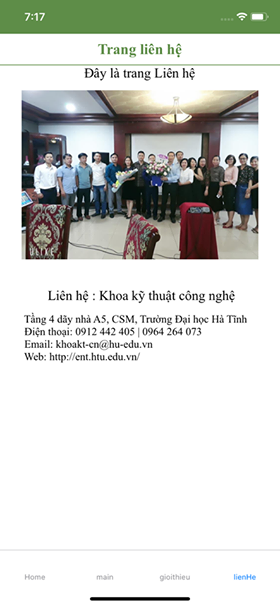 7:17
Trang liên hệ
Đây là trang Liên hệ
ULIKE
Liên hệ : Khoa kỹ thuật công nghệ
Tầng 4 dãy nhà A5, CSM, Trường Đại học Hà Tĩnh
Điện thoại: 0912 442 405 | 0964 264 073
Email: khoakt-cn@hu-edu.vn
Web: http://ent.htu.edu.vn/
Home
main
gioithieu
lienHe